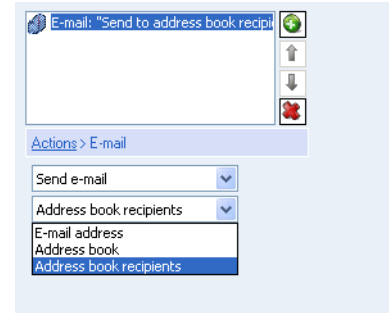 E-mail: "Send to address book recipi
Actions > E-mail
Send e-mail
Address book recipients
E-mail address
Address book
Address book recipients